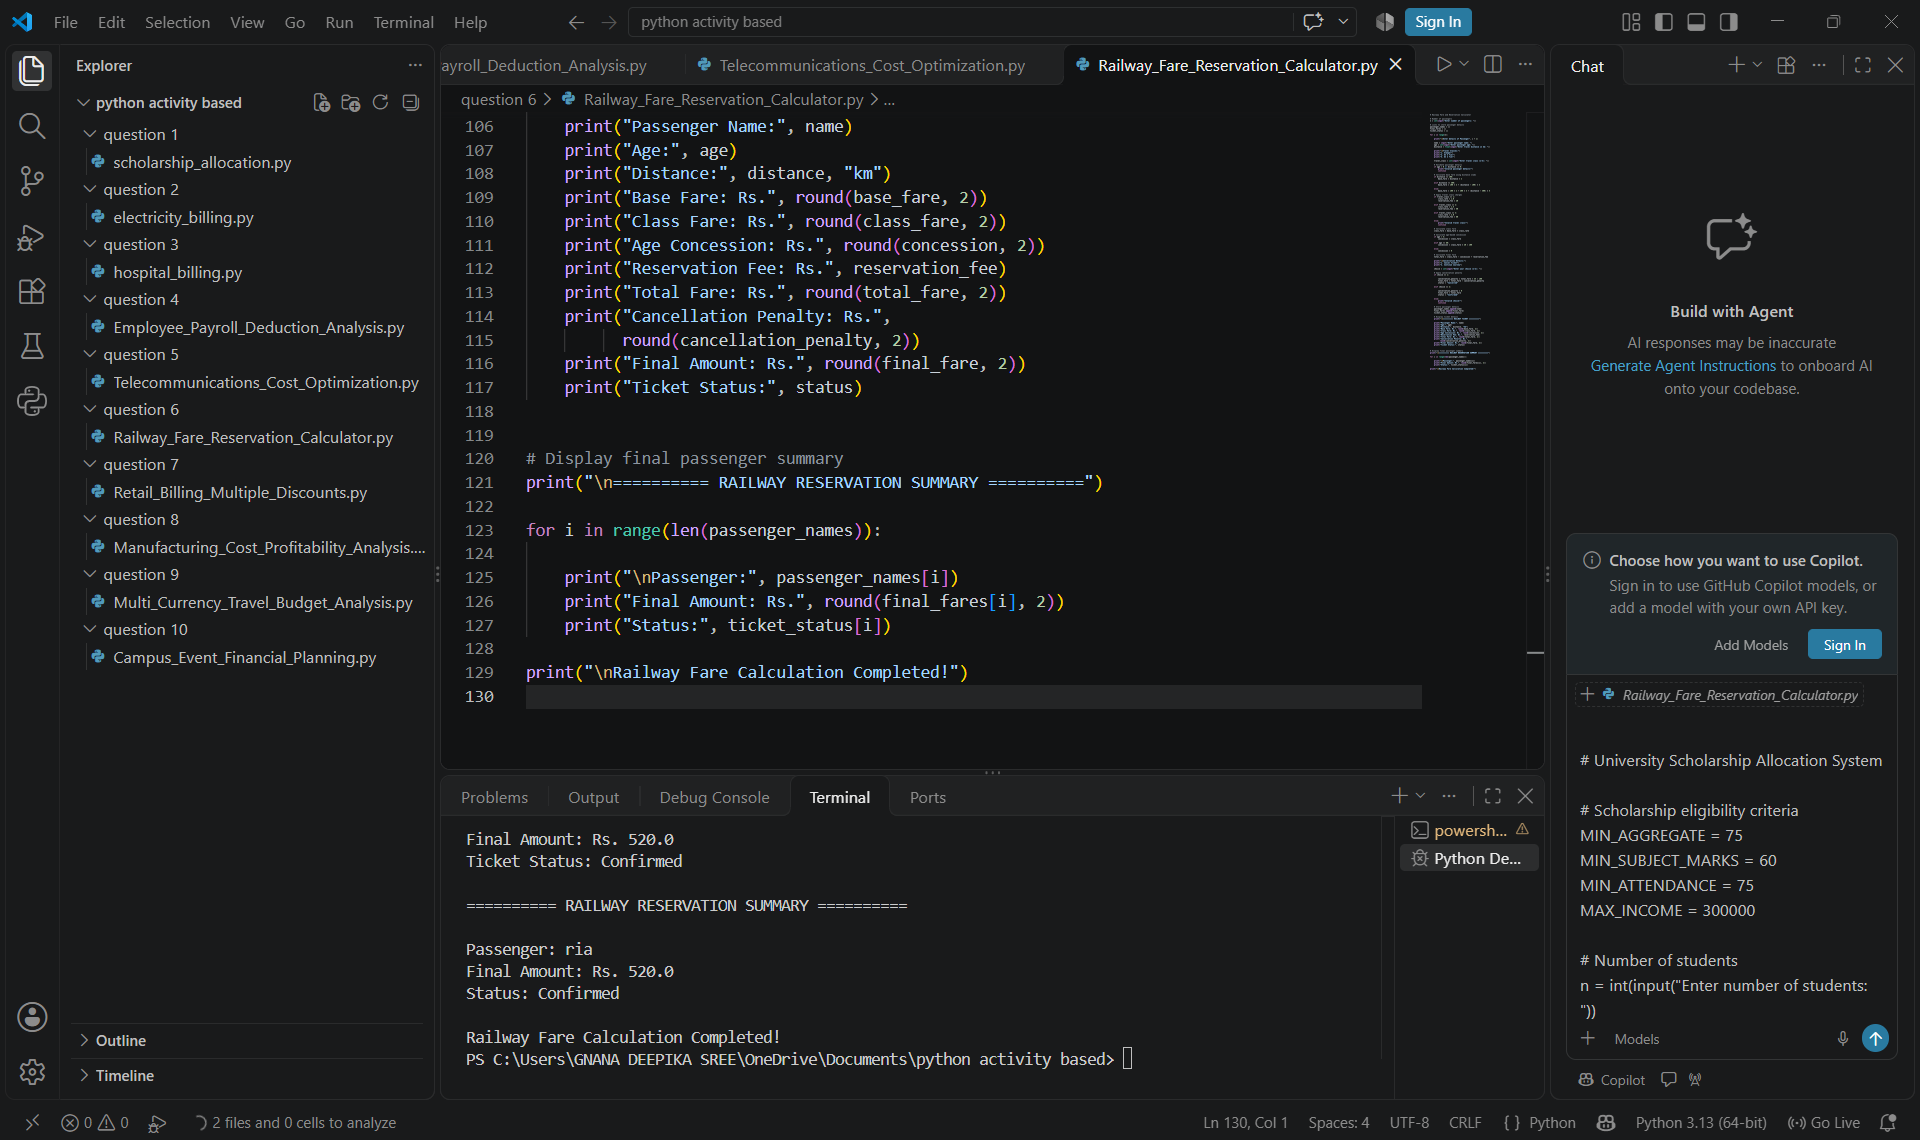 File Edit Selection View Go Run Terminal Help
python activity based
Sign In
Explorer
python activity based
question 1
scholarship_allocation.py
question 2
electricity_billing.py
question 3
hospital_billing.py
question 4
Employee_Payroll_Deduction_Analysis.py
question 5
Telecommunications_Cost_Optimization.py
question 6
Railway_Fare_Reservation_Calculator.py
question 7
Retail_Billing_Multiple_Discounts.py
question 8
Manufacturing_Cost_Profitability_Analysis....
question 9
Multi_Currency_Travel_Budget_Analysis.py
question 10
Campus_Event_Financial_Planning.py
Outline
Timeline
ayroll_Deduction_Analysis.py
Telecommunications_Cost_Optimization.py
Railway_Fare_Reservation_Calculator.py
question 6 > Railway_Fare_Reservation_Calculator.py > ...
106 print("Passenger Name:", name)
107 print("Age:", age)
108 print("Distance:", distance, "km")
109 print("Base Fare: Rs.", round(base_fare, 2))
110 print("Class Fare: Rs.", round(class_fare, 2))
111 print("Age Concession: Rs.", round(concession, 2))
112 print("Reservation Fee: Rs.", reservation_fee)
113 print("Total Fare: Rs.", round(total_fare, 2))
114 print("Cancellation Penalty: Rs.",
115 round(cancellation_penalty, 2))
116 print("Final Amount: Rs.", round(final_fare, 2))
117 print("Ticket Status:", status)
118
119
120 # Display final passenger summary
121 print("\n========== RAILWAY RESERVATION SUMMARY ==========")
122
123 for i in range(len(passenger_names)):
124
125 print("\nPassenger:", passenger_names[i])
126 print("Final Amount: Rs.", round(final_fares[i], 2))
127 print("Status:", ticket_status[i])
128
129 print("\nRailway Fare Calculation Completed!")
130
Problems Output Debug Console Terminal Ports
Final Amount: Rs. 520.0
Ticket Status: Confirmed
========== RAILWAY RESERVATION SUMMARY ==========
Passenger: ria
Final Amount: Rs. 520.0
Status: Confirmed
Railway Fare Calculation Completed!
PS C:\Users\GNANA DEEPIKA SREE\OneDrive\Documents\python activity based>
powersh...
Python De...
Chat
Build with Agent
AI responses may be inaccurate
Generate Agent Instructions to onboard AI
onto your codebase.
Choose how you want to use Copilot.
Sign in to use GitHub Copilot models, or
add a model with your own API key.
Add Models Sign In
Railway_Fare_Reservation_Calculator.py
# University Scholarship Allocation System
# Scholarship eligibility criteria
MIN_AGGREGATE = 75
MIN_SUBJECT_MARKS = 60
MIN_ATTENDANCE = 75
MAX_INCOME = 300000
# Number of students
n = int(input("Enter number of students:
"))
Models
Copilot
0 0 2 files and 0 cells to analyze
Ln 130, Col 1 Spaces: 4 UTF-8 CRLF { } Python Python 3.13 (64-bit) Go Live